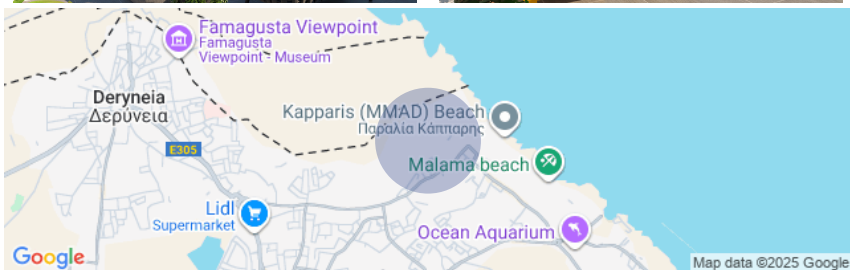 Famagusta Viewpoint
Famagusta
Viewpoint - Museum
Deryneia
Δερύνεια
Kapparis (MMAD) Beach
Παραλία Κάππαρης
E305
Malama beach
Lidl
Supermarket
Ocean Aquarium
Google
Map data ©2025 Google